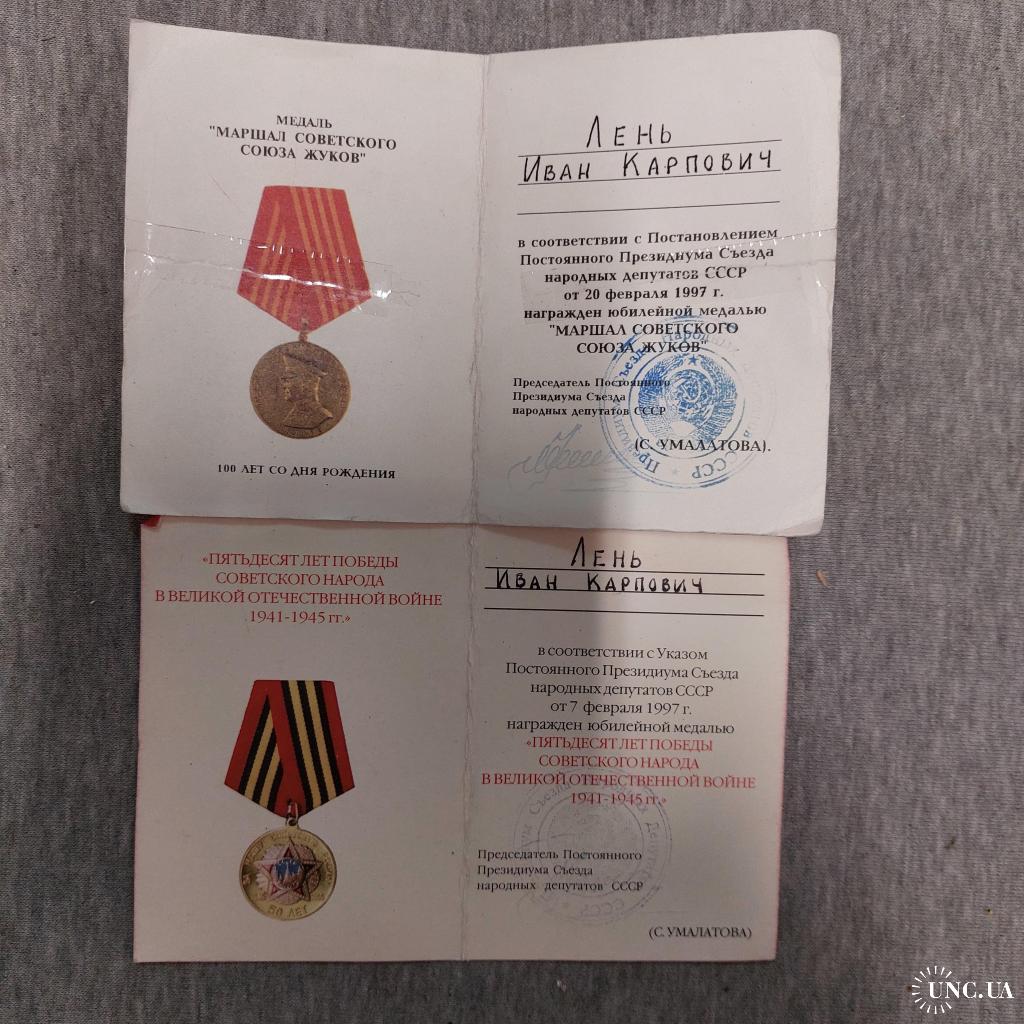 МЕДАЛЬ
"МАРШАЛ СОВЕТСКОГО
СОЮЗА ЖУКОВ"
100 ЛЕТ СО ДНЯ РОЖДЕНИЯ
ЛЕНЬ
ИВАН КАРПОВИЧ
в соответствии с Постановлением
Постоянного Президиума Съезда
народных депутатов СССР
от 20 февраля 1997 г.
награжден юбилейной медалью
"МАРШАЛ СОВЕТСКОГО
СОЮЗА ЖУКОВ"
Председатель Постоянного
Президиума Съезда
народных депутатов СССР
(С. УМАЛАТОВА).
«ПЯТЬДЕСЯТ ЛЕТ ПОБЕДЫ
СОВЕТСКОГО НАРОДА
В ВЕЛИКОЙ ОТЕЧЕСТВЕННОЙ ВОЙНЕ
1941-1945 гг.»
50 ЛЕТ
ЛЕНЬ
ИВАН КАРПОВИЧ
в соответствии с Указом
Постоянного Президиума Съезда
народных депутатов СССР
от 7 февраля 1997 г.
награжден юбилейной медалью
«ПЯТЬДЕСЯТ ЛЕТ ПОБЕДЫ
СОВЕТСКОГО НАРОДА
В ВЕЛИКОЙ ОТЕЧЕСТВЕННОЙ ВОЙНЕ
1941-1945 гг.»
Председатель Постоянного
Президиума Съезда
народных депутатов СССР
(С. УМАЛАТОВА)
UNC.UA